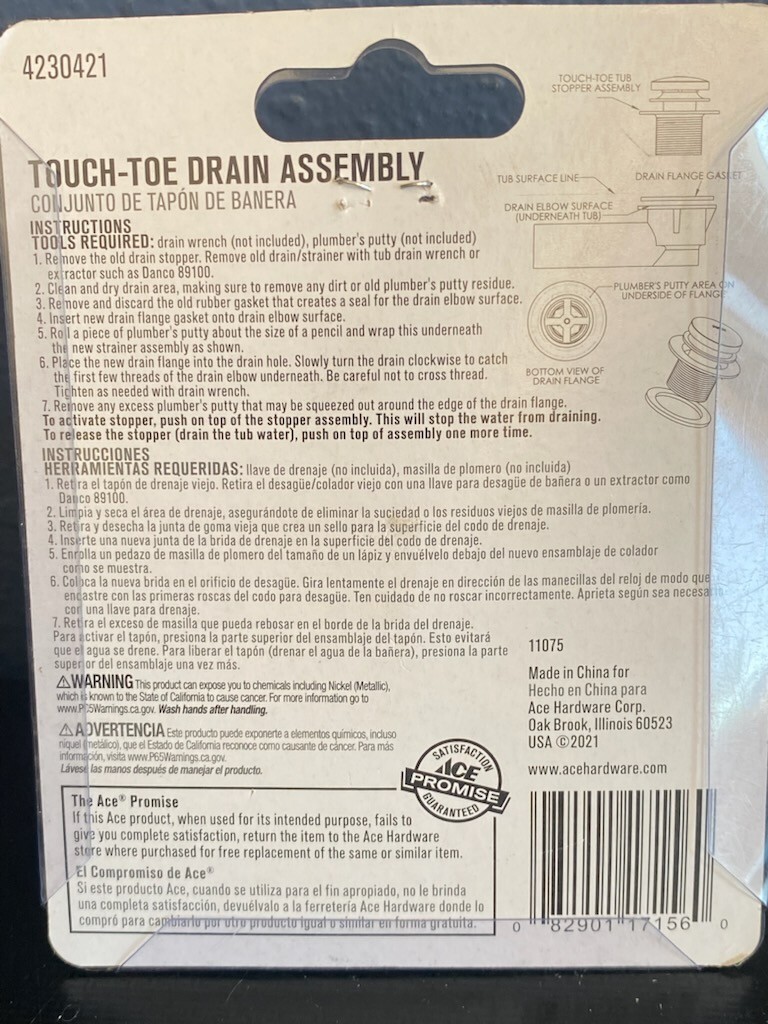 4230421
TOUCH-TOE TUB
STOPPER ASSEMBLY
TOUCH-TOE DRAIN ASSEMBLY
CONJUNTO DE TAPÓN DE BANERA
TUB SURFACE LINE
DRAIN FLANGE GASKET
DRAIN ELBOW SURFACE
(UNDERNEATH TUB)
PLUMBER'S PUTTY AREA ON
UNDERSIDE OF FLANGE
BOTTOM VIEW OF
DRAIN FLANGE
INSTRUCTIONS
TOOLS REQUIRED: drain wrench (not included), plumber's putty (not included)
1. Remove the old drain stopper. Remove old drain/strainer with tub drain wrench or
extractor such as Danco 89100.
2. Clean and dry drain area, making sure to remove any dirt or old plumber's putty residue.
3. Remove and discard the old rubber gasket that creates a seal for the drain elbow surface.
4. Insert new drain flange gasket onto drain elbow surface.
5. Roll a piece of plumber's putty about the size of a pencil and wrap this underneath
the new strainer assembly as shown.
6. Place the new drain flange into the drain hole. Slowly turn the drain clockwise to catch
the first few threads of the drain elbow underneath. Be careful not to cross thread.
Tighten as needed with drain wrench.
7. Remove any excess plumber's putty that may be squeezed out around the edge of the drain flange.
To activate stopper, push on top of the stopper assembly. This will stop the water from draining.
To release the stopper (drain the tub water), push on top of assembly one more time.
INSTRUCCIONES
HERRAMIENTAS REQUERIDAS: llave de drenaje (no incluida), masilla de plomero (no incluida)
1. Retira el tapón de drenaje viejo. Retira el desagüe/colador viejo con una llave para desagüe de bañera o un extractor como
Danco 89100.
2. Limpia y seca el área de drenaje, asegurándote de eliminar la suciedad o los residuos viejos de masilla de plomería.
3. Retira y desecha la junta de goma vieja que crea un sello para la superficie del codo de drenaje.
4. Inserte una nueva junta de la brida de drenaje en la superficie del codo de drenaje.
5. Enrolla un pedazo de masilla de plomero del tamaño de un lápiz y envuélvelo debajo del nuevo ensamblaje de colador
como se muestra.
6. Coloca la nueva brida en el orificio de desagüe. Gira lentamente el drenaje en dirección de las manecillas del reloj de modo que
encastre con las primeras roscas del codo para desagüe. Ten cuidado de no roscar incorrectamente. Aprieta según sea necesario
con una llave para drenaje.
7. Retira el exceso de masilla que pueda rebosar en el borde de la brida del drenaje.
Para activar el tapón, presiona la parte superior del ensamblaje del tapón. Esto evitará
que el agua se drene. Para liberar el tapón (drenar el agua de la bañera), presiona la parte
superior del ensamblaje una vez más.
⚠WARNING This product can expose you to chemicals including Nickel (Metallic),
which is known to the State of California to cause cancer. For more information go to
www.P65Warnings.ca.gov. Wash hands after handling.
⚠ADVERTENCIA Este producto puede exponerte a elementos químicos, incluso
níquel (metálico), que el Estado de California reconoce como causante de cáncer. Para más
información, visita www.P65Warnings.ca.gov.
Lávese las manos después de manejar el producto.
11075
Made in China for
Hecho en China para
Ace Hardware Corp.
Oak Brook, Illinois 60523
USA ©2021
www.acehardware.com
SATISFACTION
ACE
PROMISE
GUARANTEED
The Ace® Promise
If this Ace product, when used for its intended purpose, fails to
give you complete satisfaction, return the item to the Ace Hardware
store where purchased for free replacement of the same or similar item.
El Compromiso de Ace®
Si este producto Ace, cuando se utiliza para el fin apropiado, no le brinda
una completa satisfacción, devuélvalo a la ferretería Ace Hardware donde lo
compró para cambiarlo por otro producto igual o similar en forma gratuita.
0 82901 17156 0